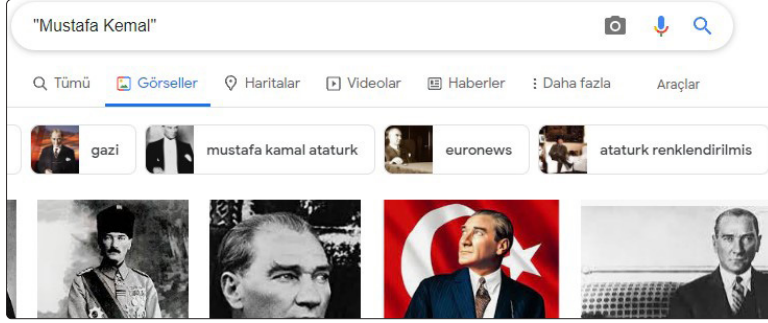 "Mustafa Kemal"
Tümü Görseller Haritalar Videolar Haberler Daha fazla Araçlar
gazi mustafa kamal ataturk euronews ataturk renklendirilmis